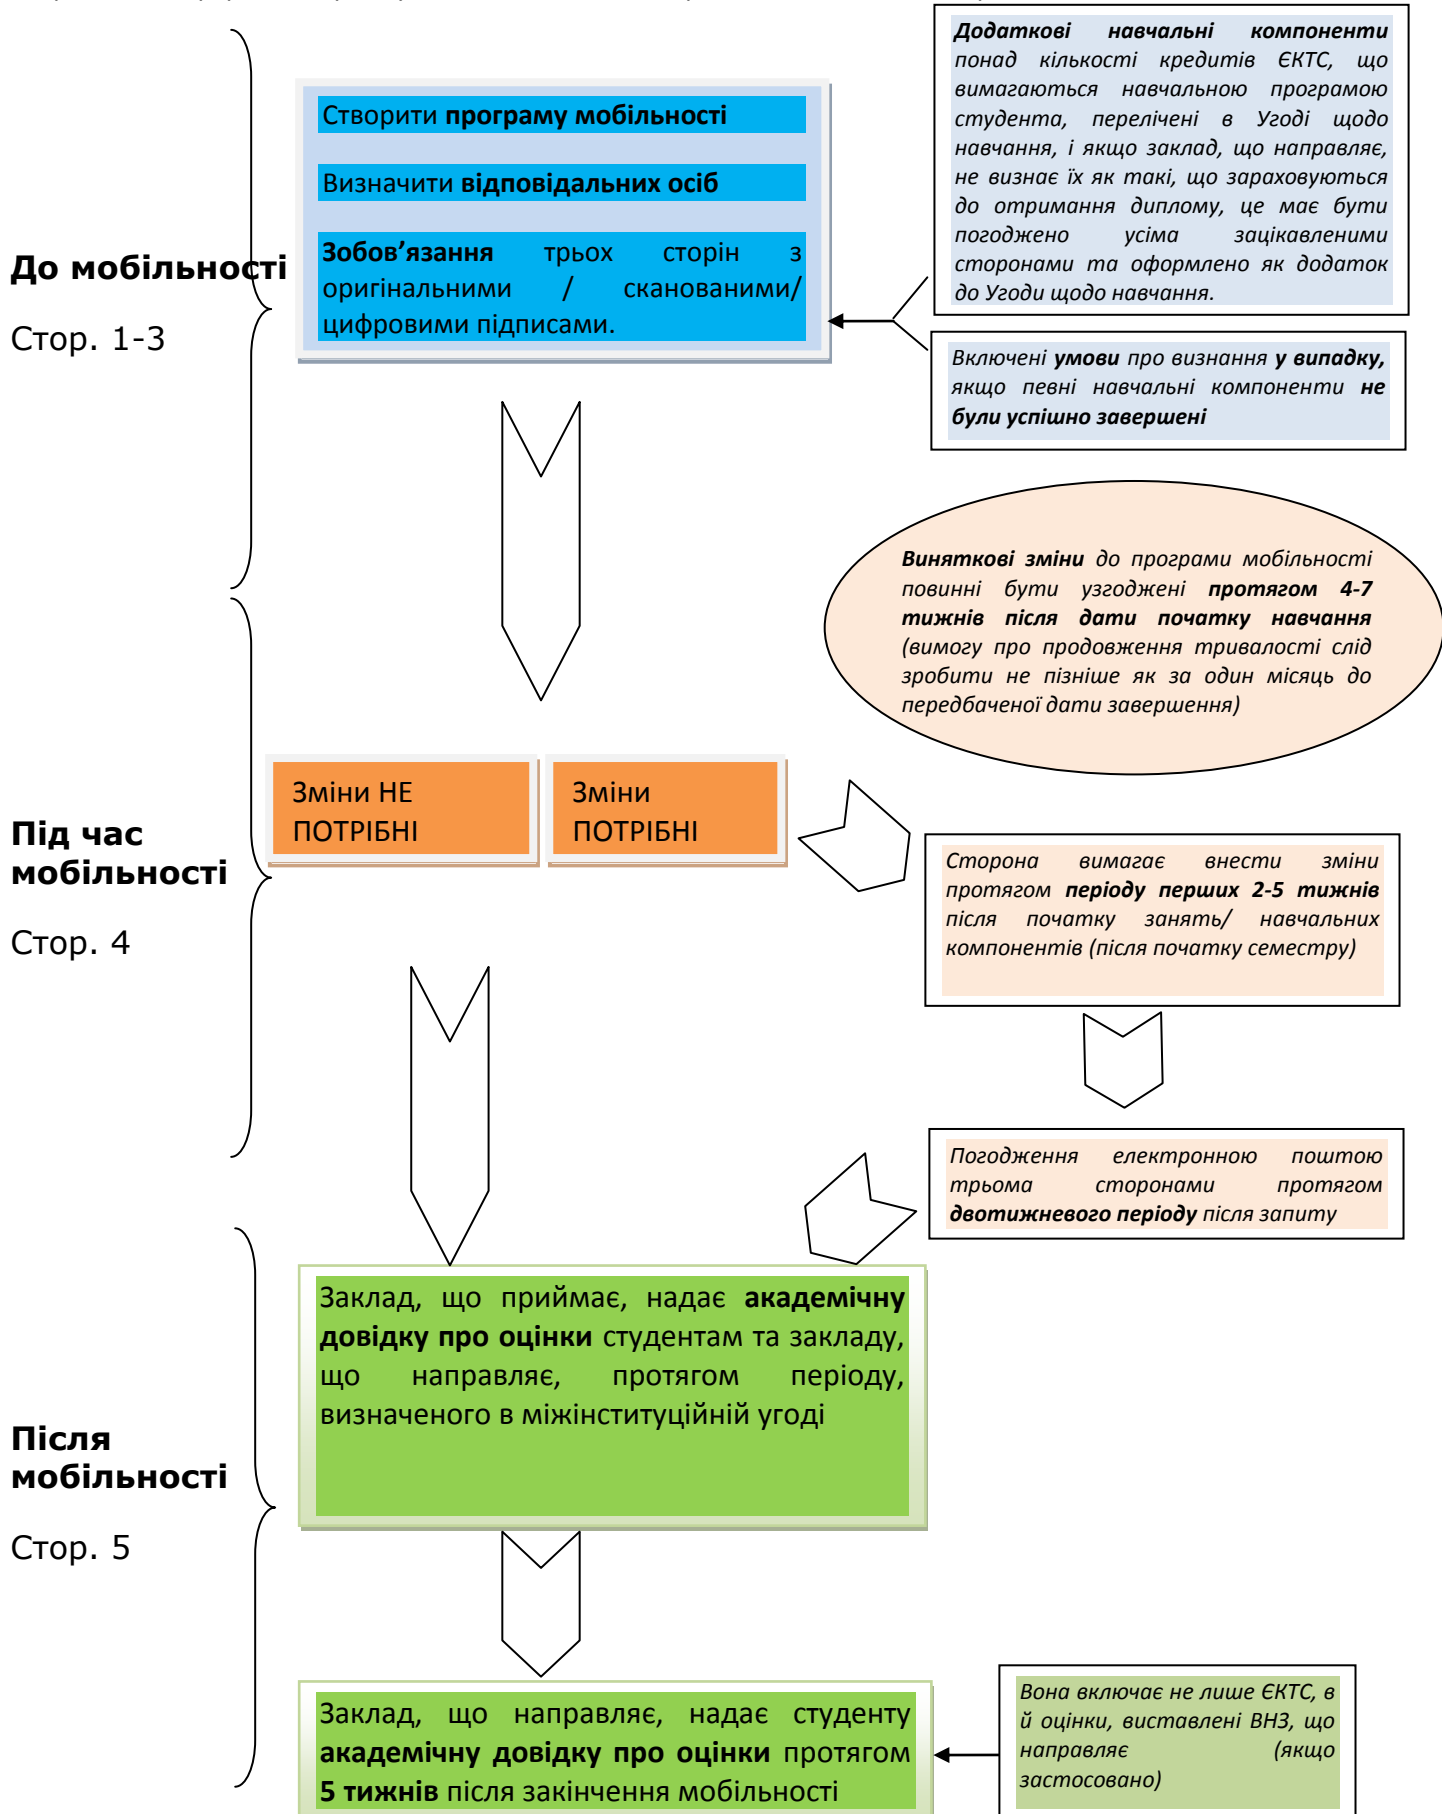 До мобільності
Стор. 1-3
Створити програму мобільності
Визначити відповідальних осіб
Зобов’язання трьох сторін з
оригінальними / сканованими/
цифровими підписами.
Додаткові навчальні компоненти
понад кількості кредитів ЄКТС, що
вимагаються навчальною програмою
студента, перелічені в Угоді щодо
навчання, і якщо заклад, що направляє,
не визнає їх як такі, що зараховуються
до отримання диплому, це має бути
погоджено усіма зацікавленими
сторонами та оформлено як додаток
до Угоди щодо навчання.
Включені умови про визнання у випадку,
якщо певні навчальні компоненти не
були успішно завершені
Виняткові зміни до програми мобільності
повинні бути узгоджені протягом 4-7
тижнів після дати початку навчання
(вимогу про продовження тривалості слід
зробити не пізніше як за один місяць до
передбаченої дати завершення)
Під час
мобільності
Стор. 4
Зміни НЕ
ПОТРІБНІ
Зміни
ПОТРІБНІ
Сторона вимагає внести зміни
протягом періоду перших 2-5 тижнів
після початку занять/ навчальних
компонентів (після початку семестру)
Погодження електронною поштою
трьома сторонами протягом
двотижневого періоду після запиту
Після
мобільності
Стор. 5
Заклад, що приймає, надає академічну
довідку про оцінки студентам та закладу,
що направляє, протягом періоду,
визначеного в міжінституційній угоді
Заклад, що направляє, надає студенту
академічну довідку про оцінки протягом
5 тижнів після закінчення мобільності
Вона включає не лише ЄКТС, в
й оцінки, виставлені ВНЗ, що
направляє (якщо
застосовано)